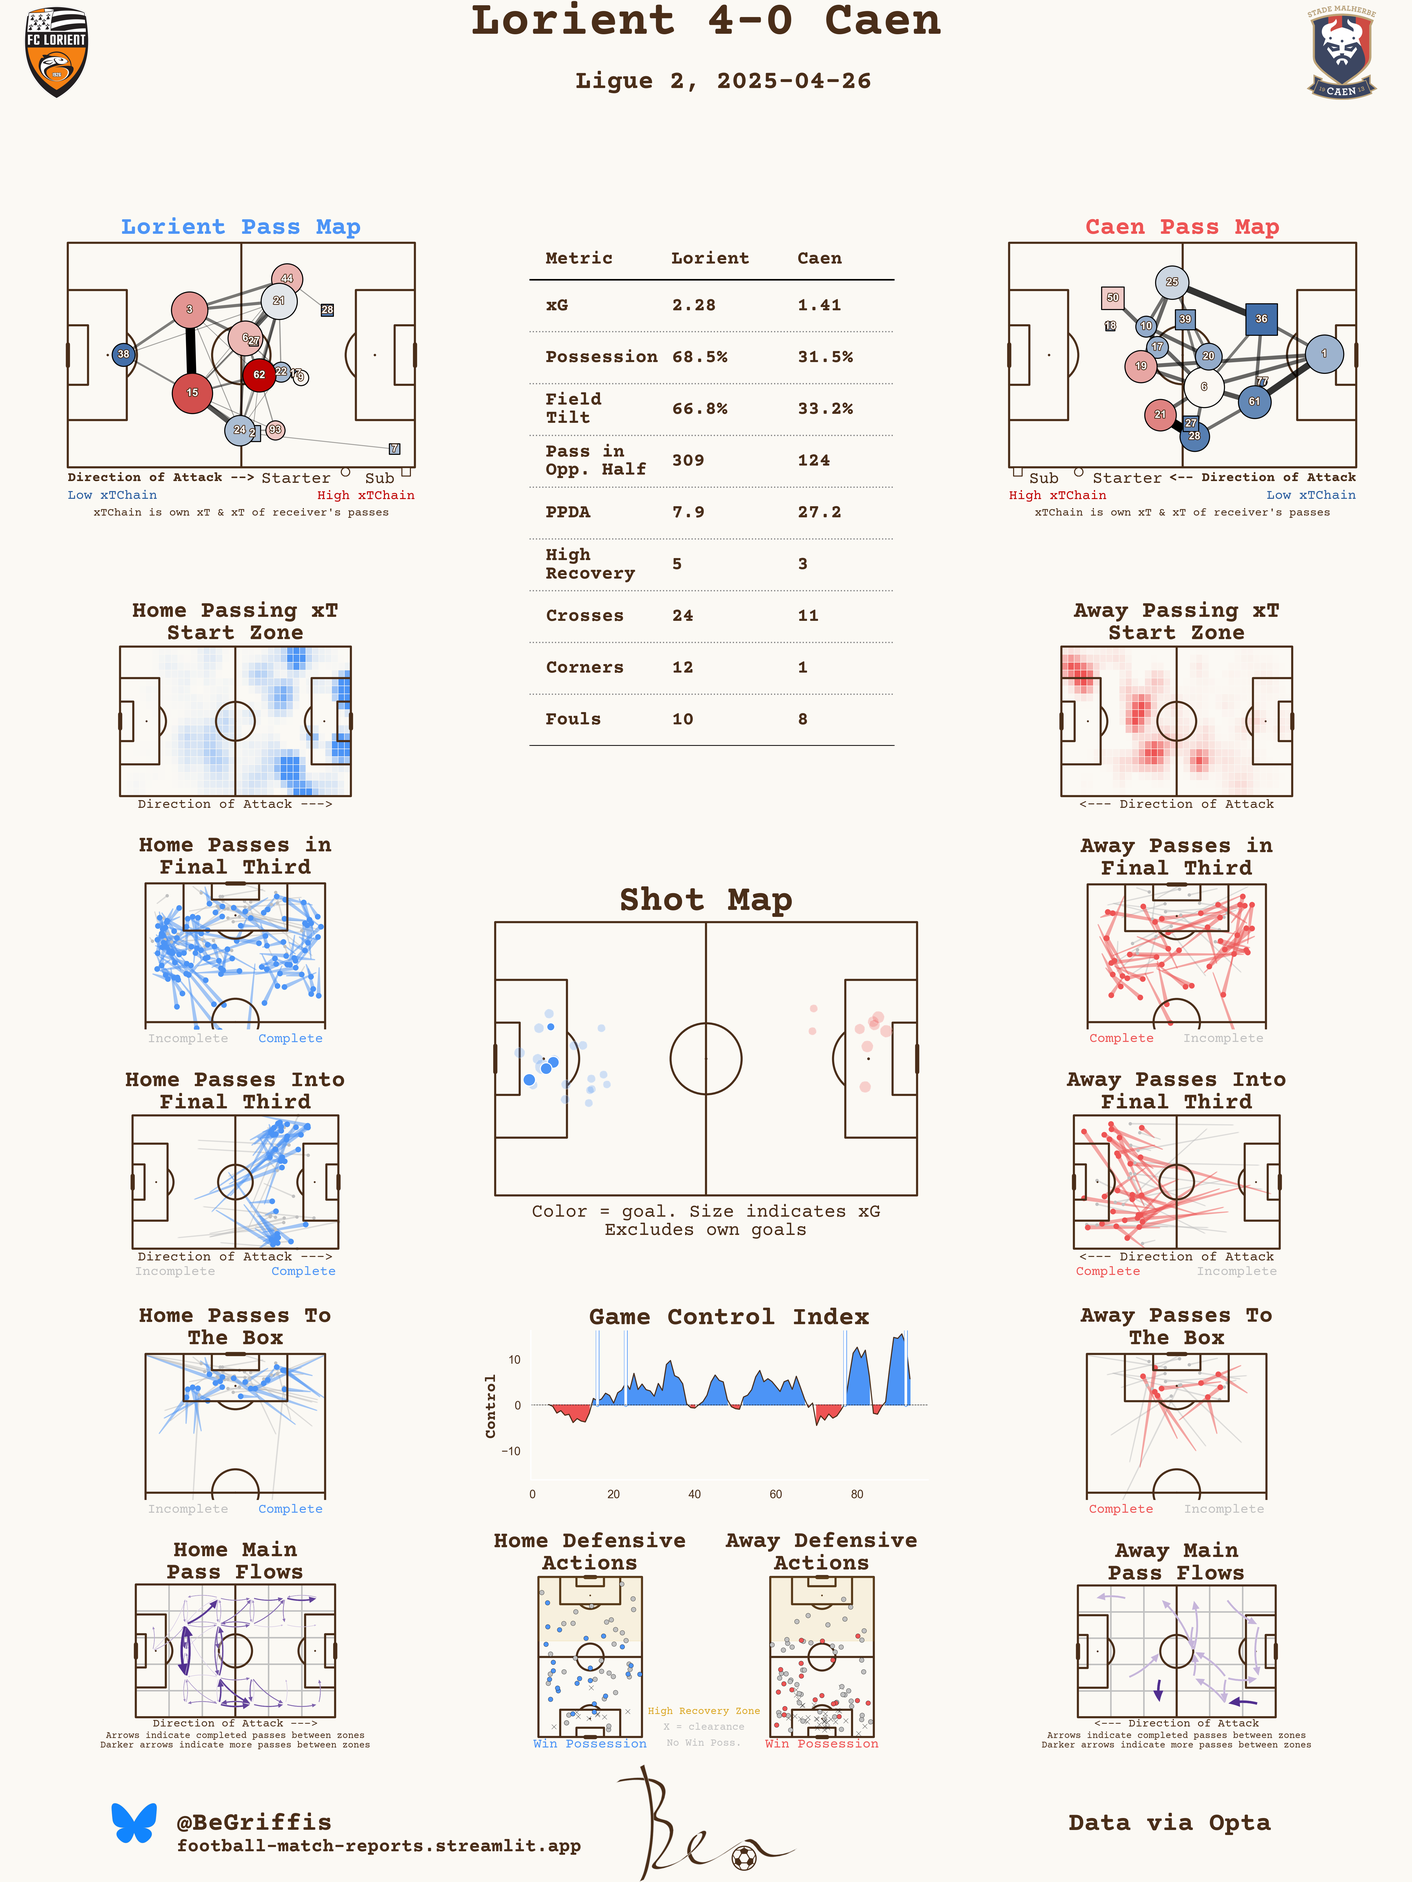 Lorient 4-0 Caen
Ligue 2, 2025-04-26
FC LORIENT
1926
STADE MALHERBE
19 CAEN 13
Lorient Pass Map
44
21
28
3
6
27
38
62
22
9
15
24
2
93
7
Direction of Attack --> Starter Sub
Low xTChain High xTChain
xTChain is own xT & xT of receiver's passes
Metric Lorient Caen
xG 2.28 1.41
Possession 68.5% 31.5%
Field
Tilt 66.8% 33.2%
Pass in
Opp. Half 309 124
PPDA 7.9 27.2
High
Recovery 5 3
Crosses 24 11
Corners 12 1
Fouls 10 8
Caen Pass Map
25
50
18
10
39
36
17
20
1
19
6
77
61
21
27
28
Sub Starter <-- Direction of Attack
High xTChain Low xTChain
xTChain is own xT & xT of receiver's passes
Home Passing xT
Start Zone
Direction of Attack --->
Away Passing xT
Start Zone
<--- Direction of Attack
Home Passes in
Final Third
Incomplete Complete
Away Passes in
Final Third
Complete Incomplete
Shot Map
Color = goal. Size indicates xG
Excludes own goals
Home Passes Into
Final Third
Direction of Attack --->
Incomplete Complete
Away Passes Into
Final Third
<--- Direction of Attack
Complete Incomplete
Home Passes To
The Box
Incomplete Complete
Game Control Index
Control
10
0
−10
0 20 40 60 80
Away Passes To
The Box
Complete Incomplete
Home Main
Pass Flows
Direction of Attack --->
Arrows indicate completed passes between zones
Darker arrows indicate more passes between zones
Home Defensive
Actions
Win Possession
Away Defensive
Actions
Win Possession
High Recovery Zone
X = clearance
No Win Poss.
Away Main
Pass Flows
<--- Direction of Attack
Arrows indicate completed passes between zones
Darker arrows indicate more passes between zones
@BeGriffis
football-match-reports.streamlit.app
Ben
Data via Opta